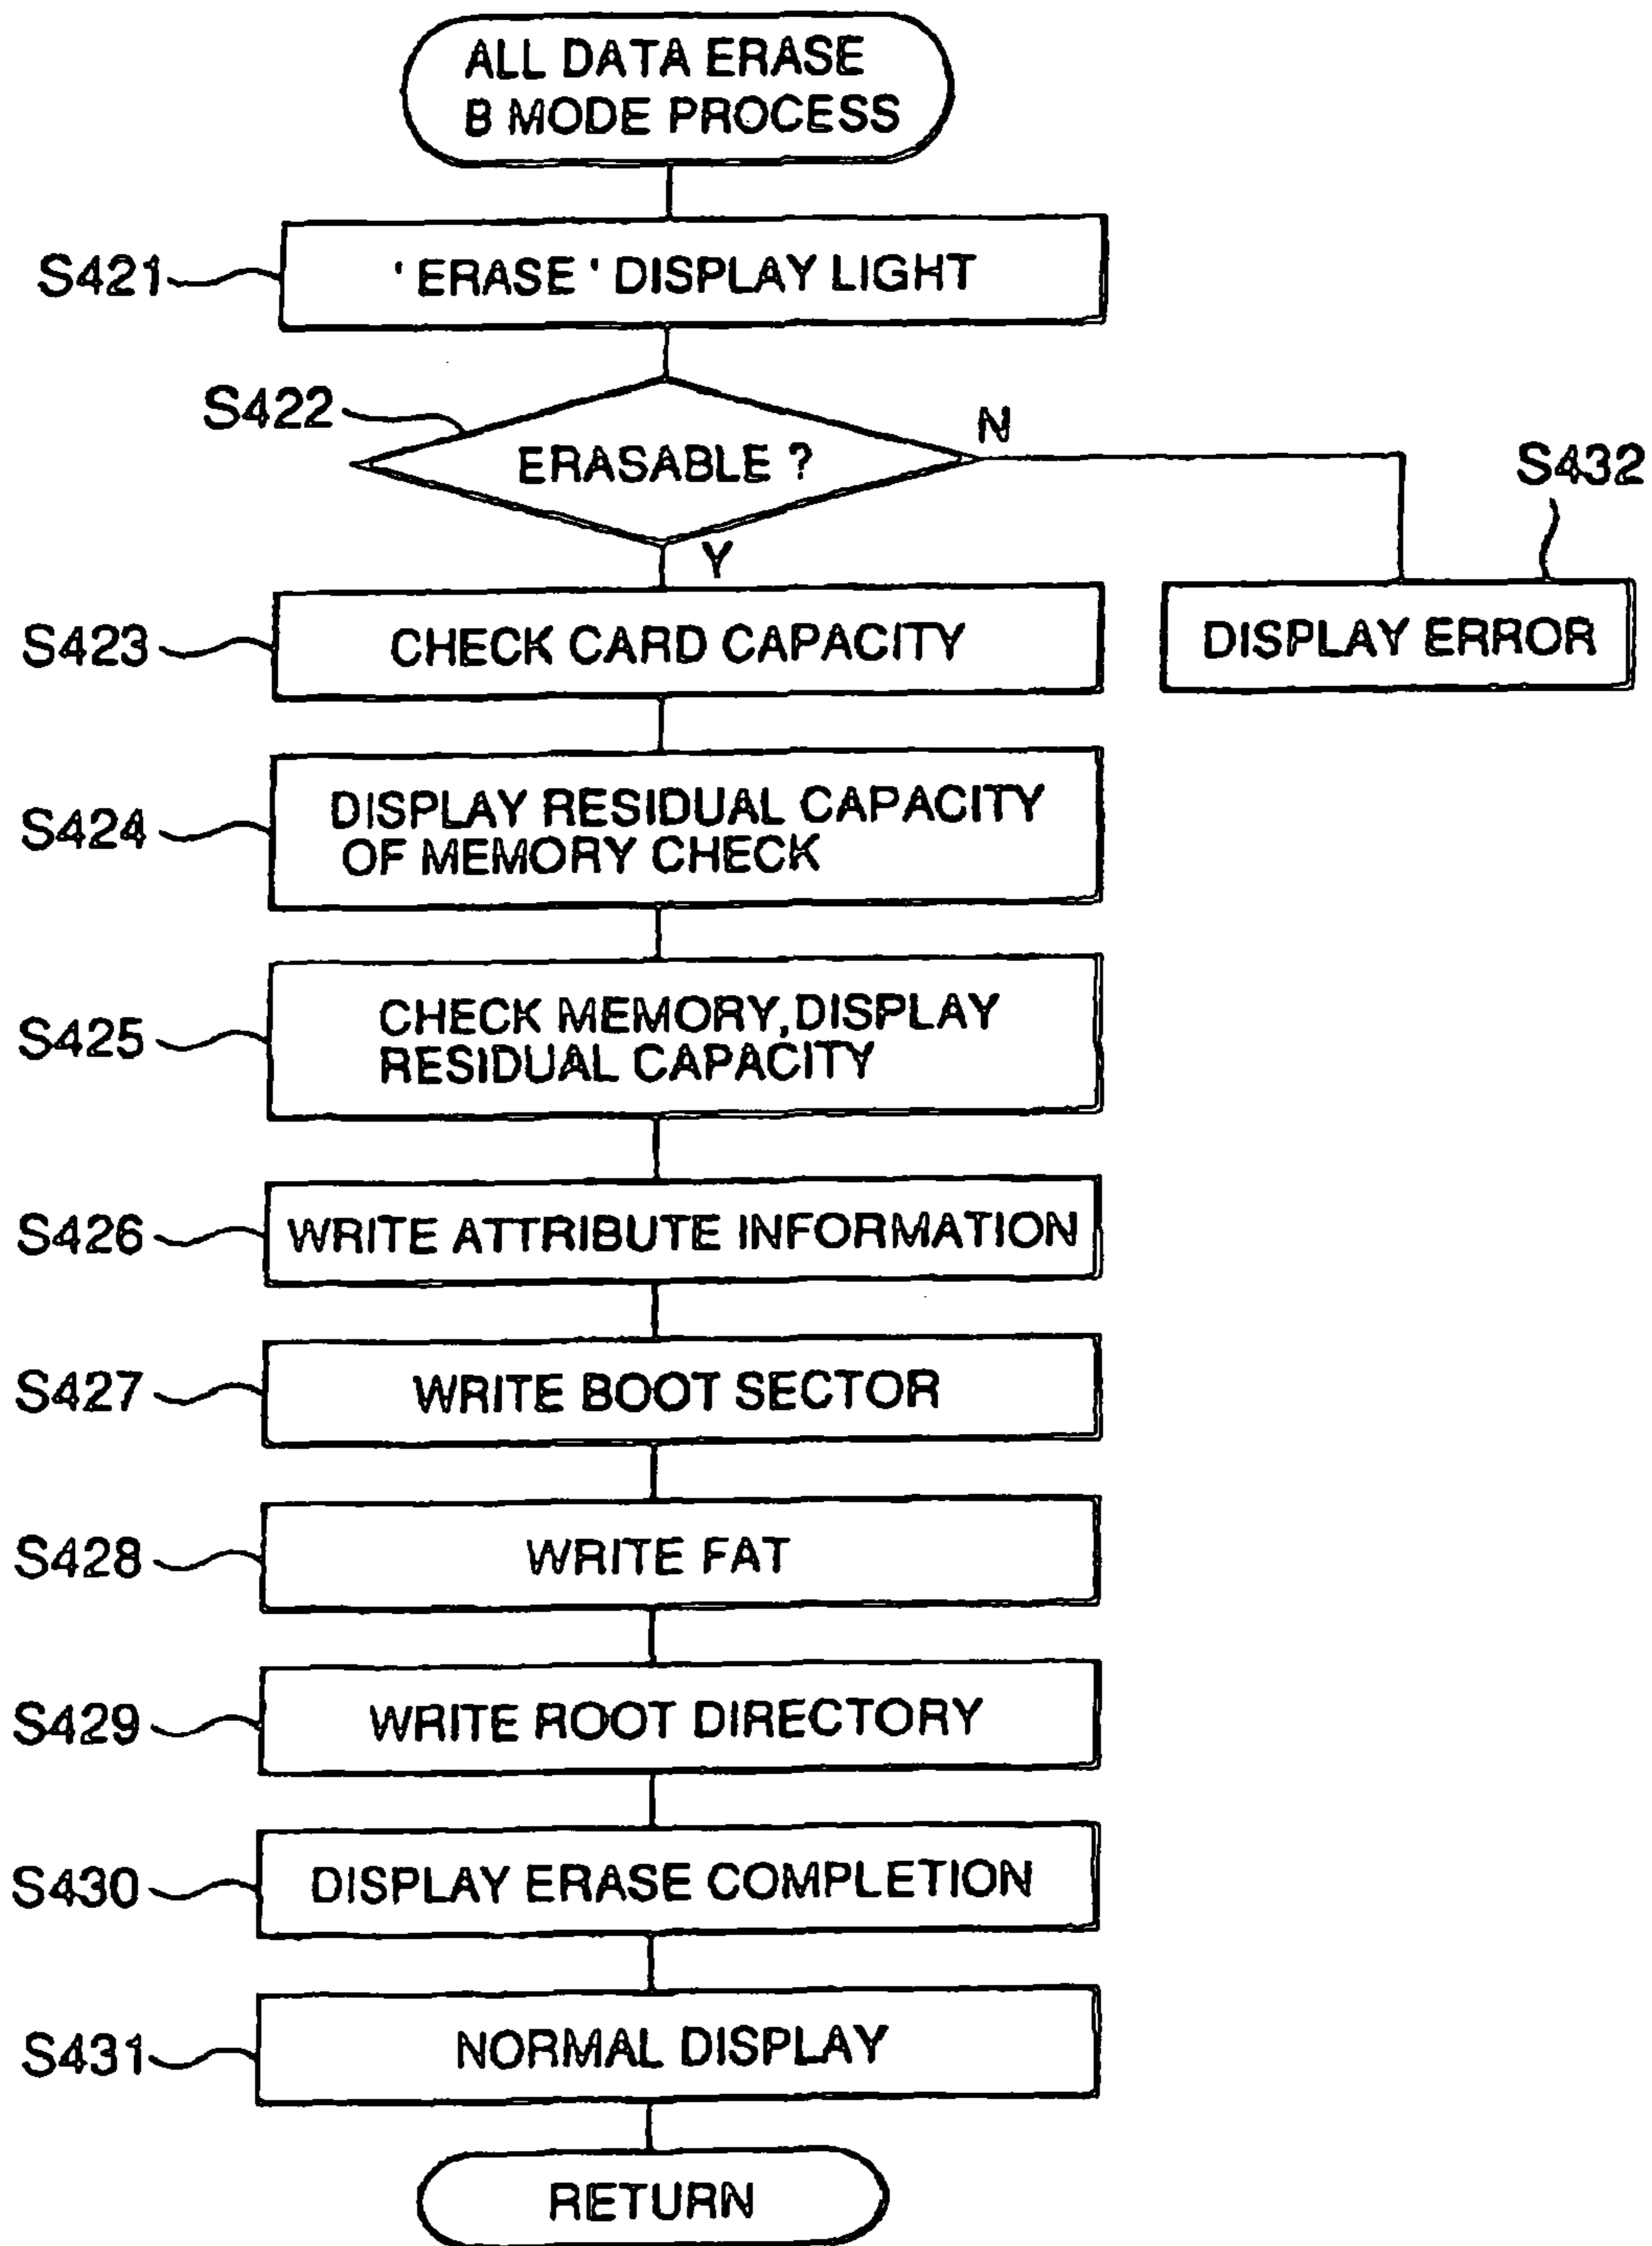 ALL DATA ERASE
B MODE PROCESS
S421
'ERASE' DISPLAY LIGHT
S422
ERASABLE ?
N
S432
Y
DISPLAY ERROR
S423
CHECK CARD CAPACITY
S424
DISPLAY RESIDUAL CAPACITY
OF MEMORY CHECK
S425
CHECK MEMORY, DISPLAY
RESIDUAL CAPACITY
S426
WRITE ATTRIBUTE INFORMATION
S427
WRITE BOOT SECTOR
S428
WRITE FAT
S429
WRITE ROOT DIRECTORY
S430
DISPLAY ERASE COMPLETION
S431
NORMAL DISPLAY
RETURN